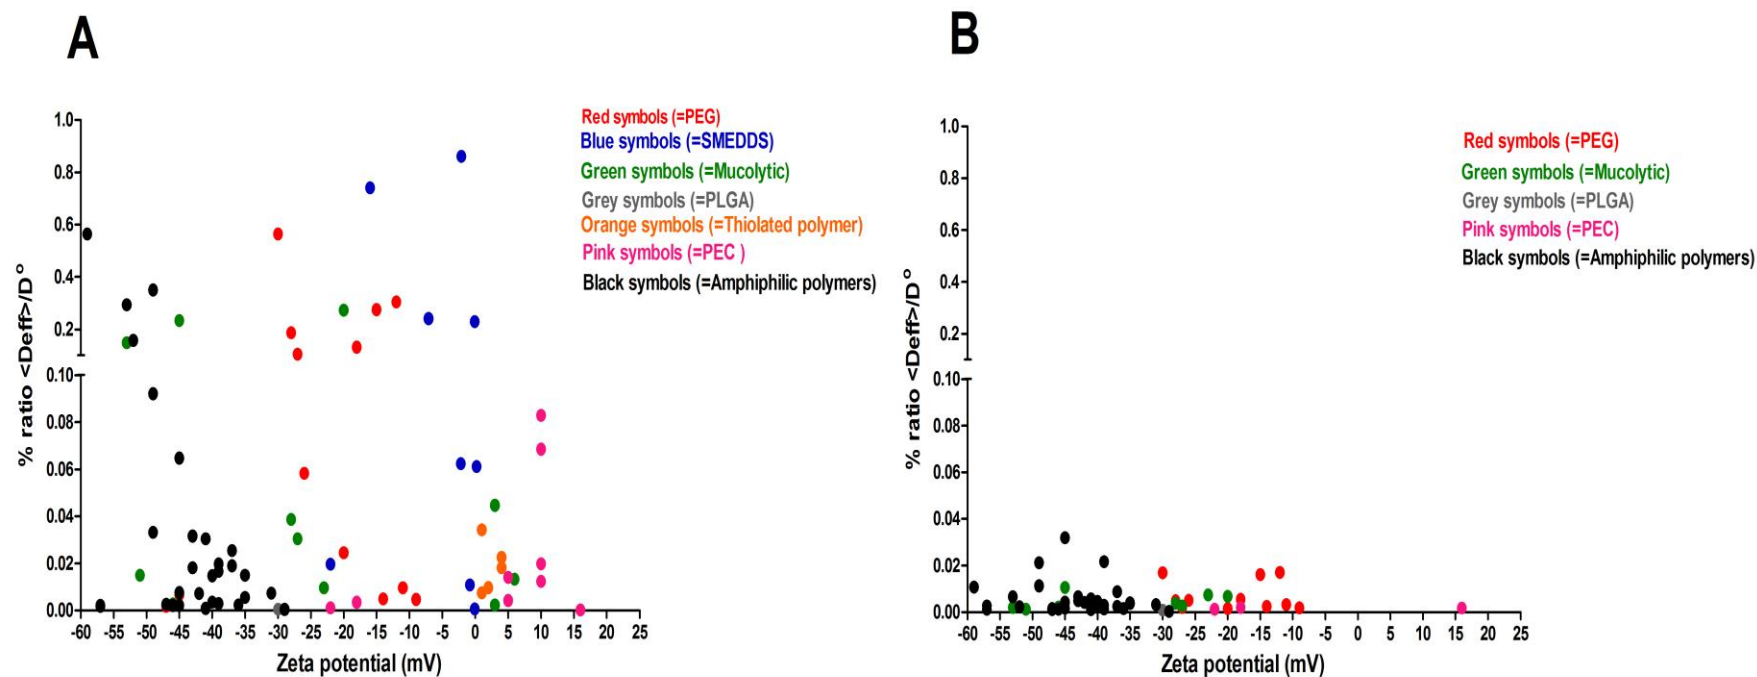 A
1.0
0.8
0.6
0.4
0.2
0.10
0.08
0.06
0.04
0.02
0.00
-60 -55 -50 -45 -40 -35 -30 -25 -20 -15 -10 -5 0 5 10 15 20 25
% ratio <Deff>/D°
Zeta potential (mV)
Red symbols (=PEG)
Blue symbols (=SMEDDS)
Green symbols (=Mucolytic)
Grey symbols (=PLGA)
Orange symbols (=Thiolated polymer)
Pink symbols (=PEC )
Black symbols (=Amphiphilic polymers)
B
1.0
0.8
0.6
0.4
0.2
0.10
0.08
0.06
0.04
0.02
0.00
-60 -55 -50 -45 -40 -35 -30 -25 -20 -15 -10 -5 0 5 10 15 20 25
% ratio <Deff>/D°
Zeta potential (mV)
Red symbols (=PEG)
Green symbols (=Mucolytic)
Grey symbols (=PLGA)
Pink symbols (=PEC)
Black symbols (=Amphiphilic polymers)